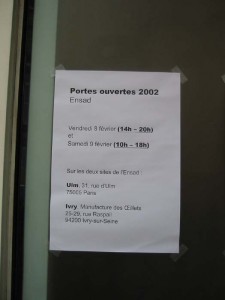 Portes ouvertes 2002
Ensad
Vendredi 8 février (14h – 20h)
et
Samedi 9 février (10h – 18h)
Sur les deux sites de l'Ensad :
Ulm, 31, rue d'Ulm
75005 Paris
Ivry, Manufacture des Œillets
25-29, rue Raspail
94200 Ivry-sur-Seine